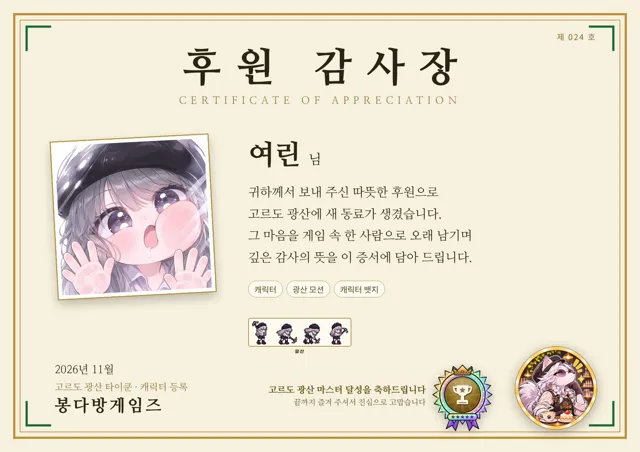 제 024 호
후원 감사장
CERTIFICATE OF APPRECIATION
여린 님
귀하께서 보내 주신 따뜻한 후원으로
고르도 광산에 새 동료가 생겼습니다.
그 마음을 게임 속 한 사람으로 오래 남기며
깊은 감사의 뜻을 이 증서에 담아 드립니다.
캐릭터 광산 모션 캐릭터 뱃지
2026년 11월
고르도 광산 타이쿤 · 캐릭터 등록
봉다방게임즈
고르도 광산 마스터 달성을 축하드립니다
끝까지 즐겨 주셔서 진심으로 고맙습니다